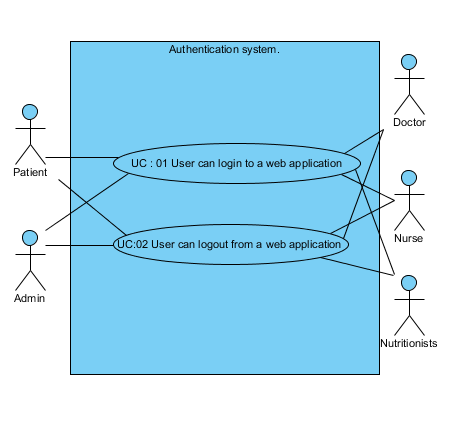 Authentication system.
Doctor
UC : 01 User can login to a web application
Patient
Nurse
UC:02 User can logout from a web application
Admin
Nutritionists